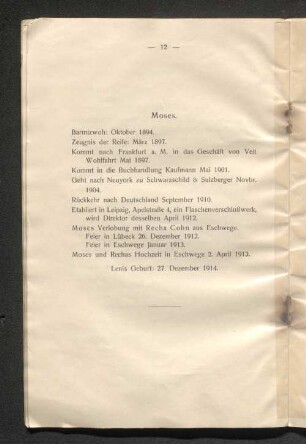 — 12 —
Moses.
Barmizwoh: Oktober 1894.
Zeugnis der Reife: März 1897.
Kommt nach Frankfurt a. M. in das Geschäft von Veit
Wohlfahrt Mai 1897.
Kommt in die Buchhandlung Kaufmann Mai 1901.
Geht nach Neuyork zu Schwarzschild & Sulzberger Novbr.
1904.
Rückkehr nach Deutschland September 1910.
Etabliert in Leipzig, Apelstraße 4, ein Flaschenverschlußwerk,
wird Direktor desselben April 1912.
Moses Verlobung mit Recha Cohn aus Eschwege.
Feier in Lübeck 26. Dezember 1912.
Feier in Eschwege Januar 1913.
Moses und Rechas Hochzeit in Eschwege 2. April 1913.
Lenis Geburt: 27. Dezember 1914.